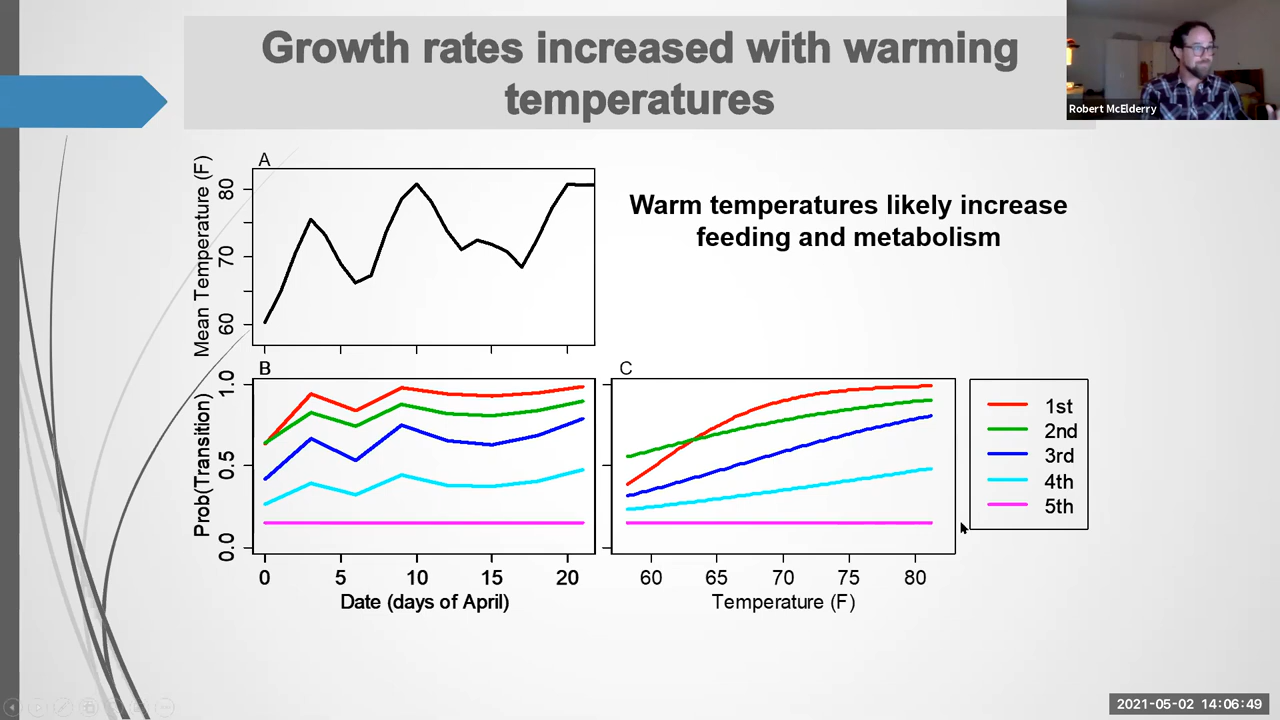 Growth rates increased with warming
temperatures
Robert McElderry
Warm temperatures likely increase
feeding and metabolism
A
Mean Temperature (F)
80
70
60
B
Prob(Transition)
1.0
0.5
0.0
0 5 10 15 20
Date (days of April)
C
60 65 70 75 80
Temperature (F)
1st
2nd
3rd
4th
5th
2021-05-02 14:06:49